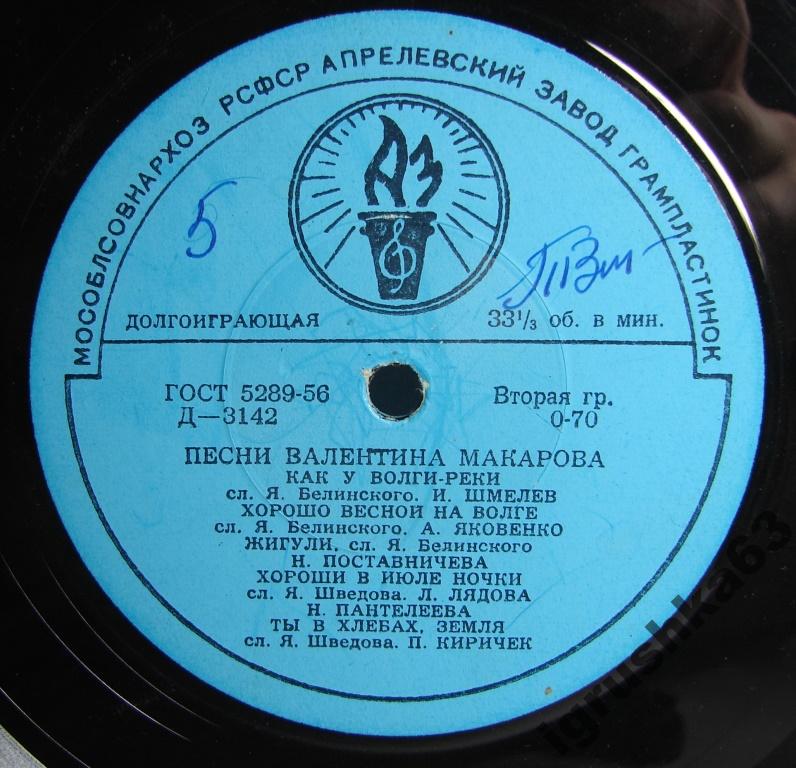 МОСОБЛСОВНАРХОЗ РСФСР АПРЕЛЕВСКИЙ ЗАВОД ГРАМПЛАСТИНОК
АЗ
5
ДОЛГОИГРАЮЩАЯ 33⅓ об. в мин.
ГОСТ 5289-56 Вторая гр.
Д—3142 0-70
ПЕСНИ ВАЛЕНТИНА МАКАРОВА
КАК У ВОЛГИ-РЕКИ
сл. Я. Белинского. И. ШМЕЛЕВ
ХОРОШО ВЕСНОЙ НА ВОЛГЕ
сл. Я. Белинского. А. ЯКОВЕНКО
ЖИГУЛИ, сл. Я. Белинского
Н. ПОСТАВНИЧЕВА
ХОРОШИ В ИЮЛЕ НОЧКИ
сл. Я. Шведова. Л. ЛЯДОВА
Н. ПАНТЕЛЕЕВА
ТЫ В ХЛЕБАХ, ЗЕМЛЯ
сл. Я. Шведова. П. КИРИЧЕК
igrushka63